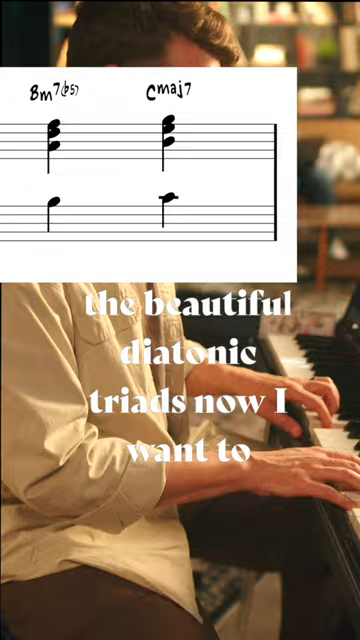 Bm7(b5) Cmaj7
the beautiful
diatonic
triads now I
want to